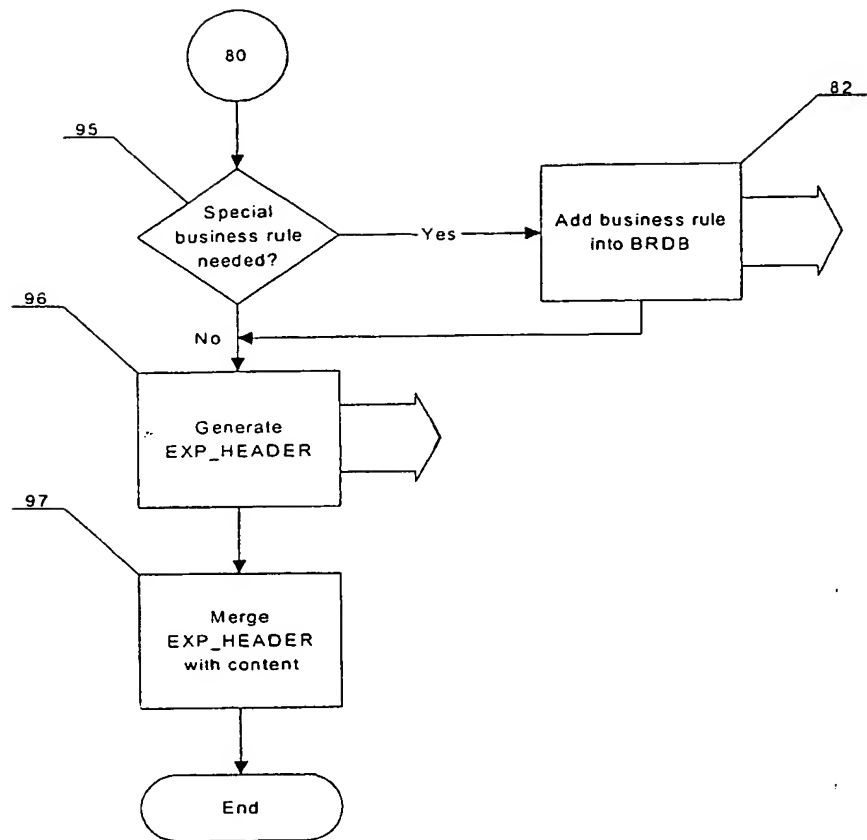 80
95
82
Special
business rule
needed?
Yes
Add business rule
into BRDB
96
No
Generate
EXP_HEADER
97
Merge
EXP_HEADER
with content
End